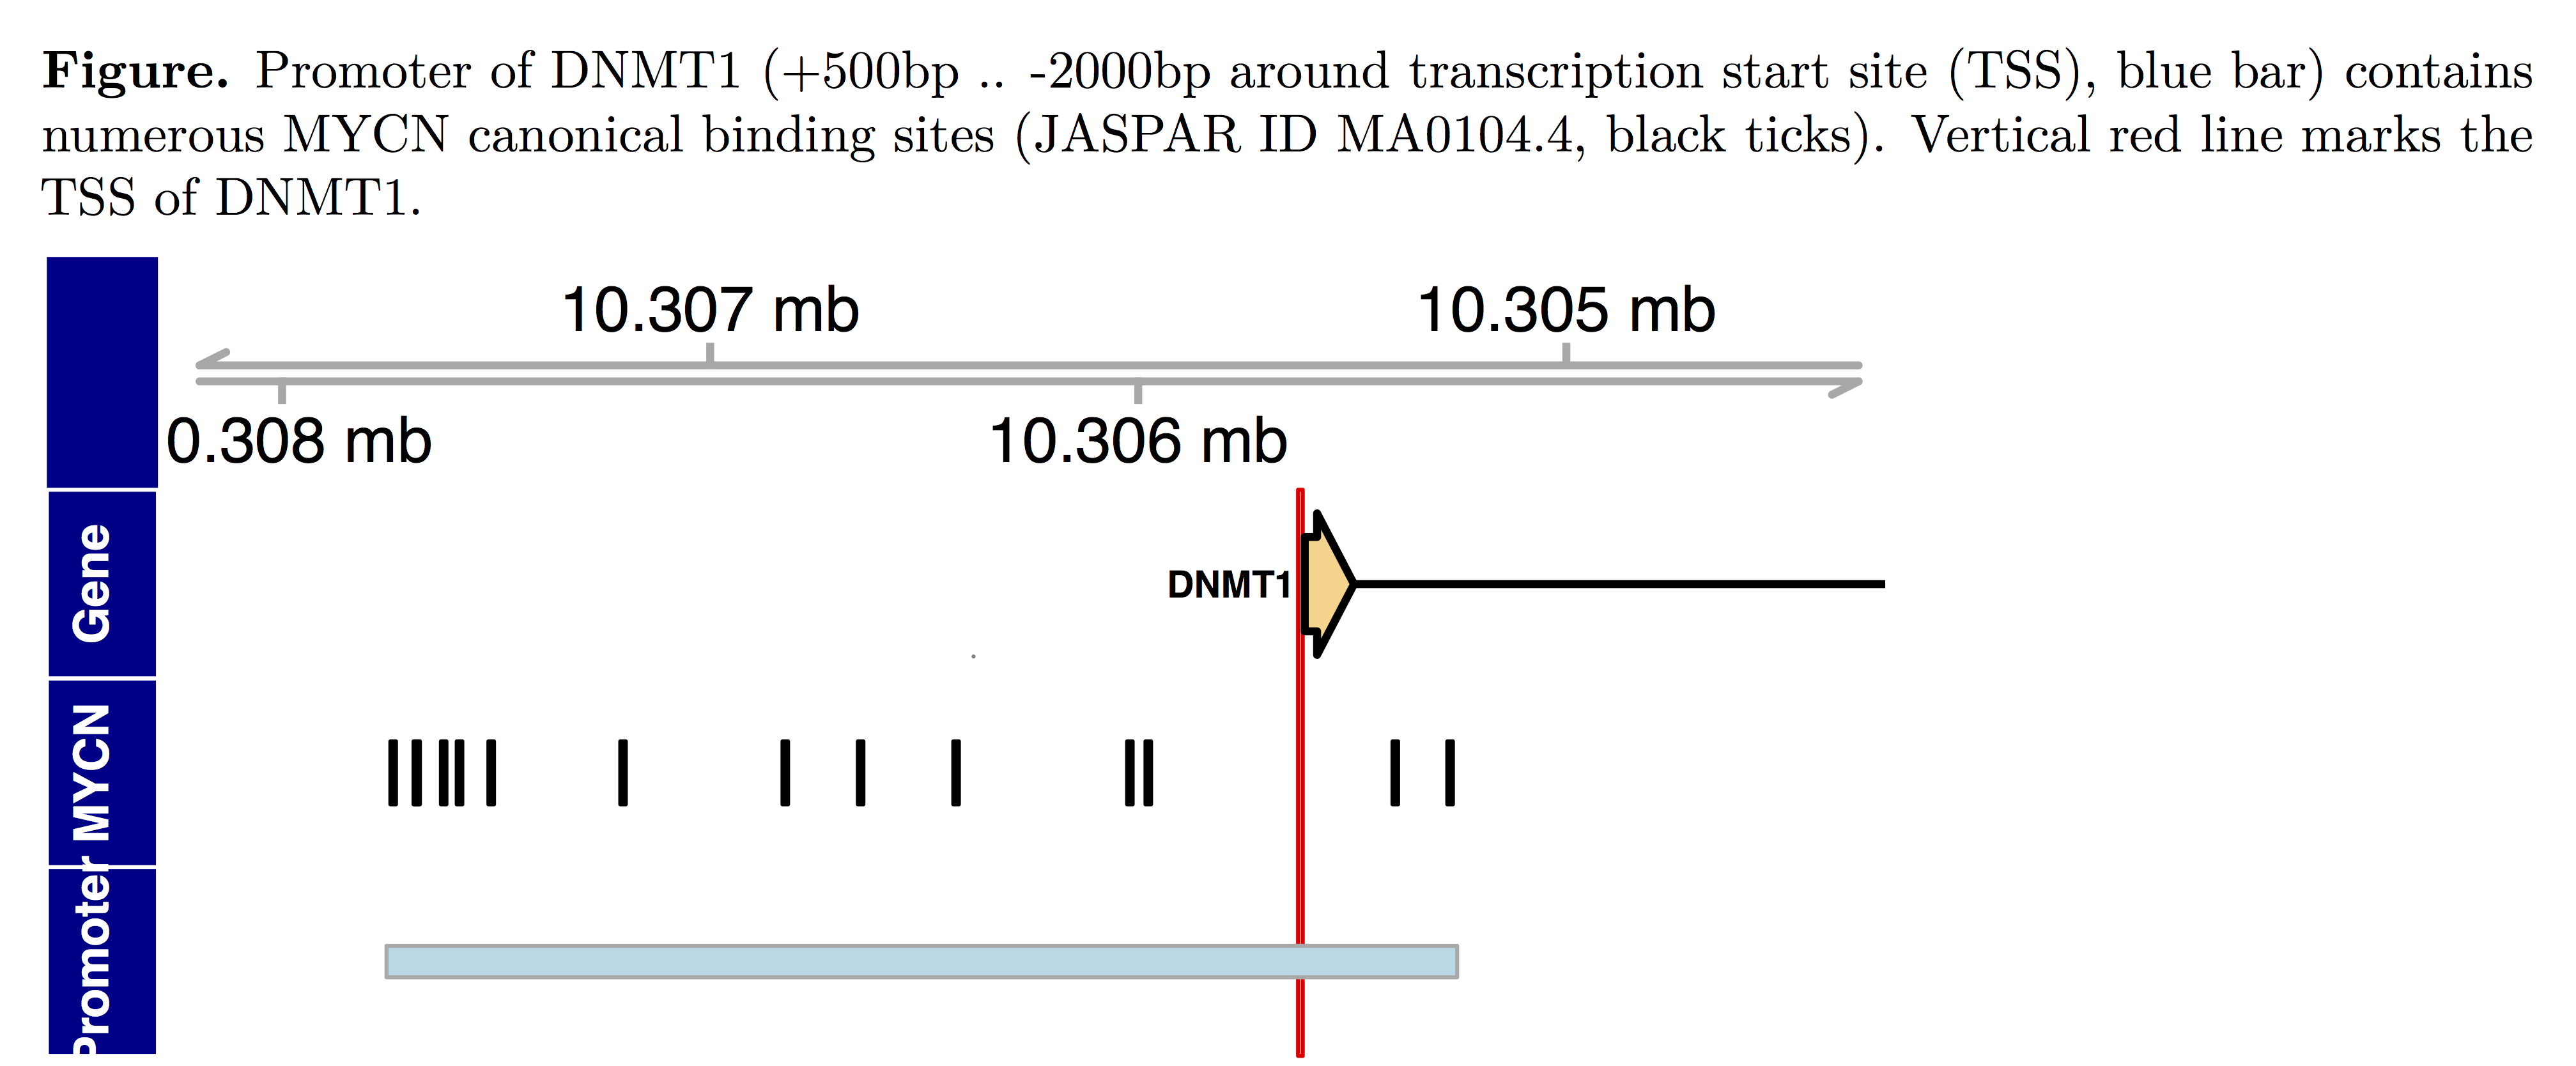 Figure. Promoter of DNMT1 (+500bp .. -2000bp around transcription start site (TSS), blue bar) contains
numerous MYCN canonical binding sites (JASPAR ID MA0104.4, black ticks). Vertical red line marks the
TSS of DNMT1.
10.307 mb
10.305 mb
0.308 mb
10.306 mb
Gene
DNMT1
MYCN
Promoter